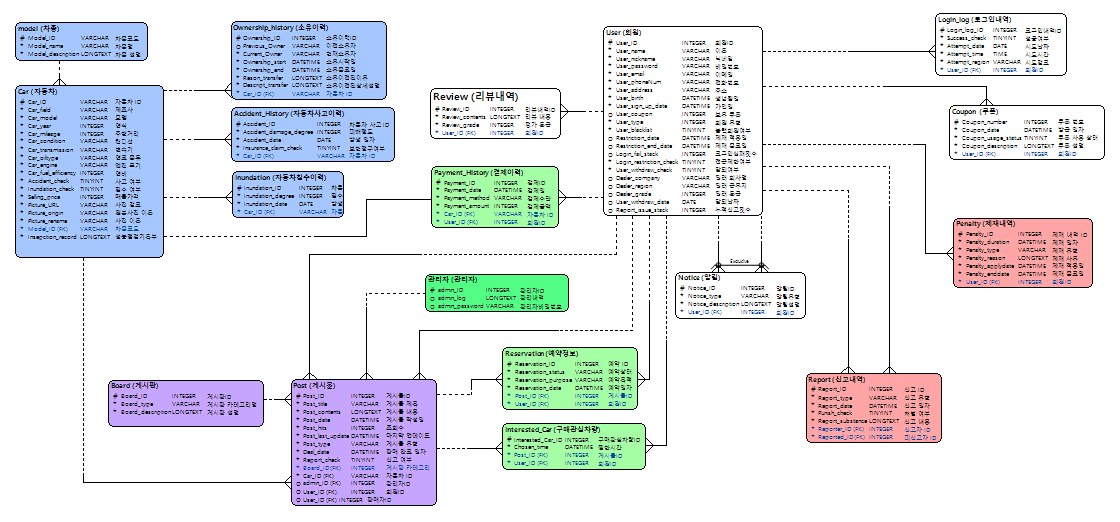 model (차종)
# Model_ID VARCHAR 차종코드
* Model_name VARCHAR 차종명
* Model_description LONGTEXT 차종 설명
Ownership_history (소유이력)
# Ownership_ID INTEGER 소유이력ID
o Previous_Owner VARCHAR 이전소유자
* Current_Owner VARCHAR 현재소유자
* Ownership_start DATETIME 소유시작일
* Ownership_end DATETIME 소유종료일
* Reson_transfer LONGTEXT 소유이전진이유
* Descript_transfer LONGTEXT 소유이전진상세설명
* Car_ID (FK) VARCHAR 자동차 ID
Car (자동차)
# Car_ID VARCHAR 자동차 ID
* Car_field VARCHAR 제조사
* Car_model VARCHAR 모델
* Car_year INTEGER 연식
* Car_mileage INTEGER 주행거리
* Car_condition VARCHAR 컨디션
* Car_transmission VARCHAR 변속기
* Car_oiltype VARCHAR 연료 종류
* Car_engine VARCHAR 엔진 크기
* Car_fuel_efficiency INTEGER 연비
* Accident_check TINYINT 사고 여부
* Inundation_check TINYINT 침수 여부
* Selling_price INTEGER 매물가격
* Picture_URL VARCHAR 사진 경로
* Picture_origin VARCHAR 원본사진 이름
* Picture_rename VARCHAR 사진 이름
* Model_ID (FK) VARCHAR 차종코드
* Insepction_record LONGTEXT 성능점검기록부
Accident_History (자동차사고이력)
# Accident_ID INTEGER 자동차 사고 ID
* Accident_damage_degree INTEGER 피해정도
* Accident_date DATE 발생 일자
* Insurance_claim_check TINYINT 보험청구여부
* Car_ID (FK) VARCHAR 자동차 ID
Inundation (자동차침수이력)
# Inundation_ID INTEGER
* Inundation_degree INTEGER
* Inundation_date DATE
* Car_ID (FK) VARCHAR
Review (리뷰내역)
# Review_ID INTEGER 리뷰내역ID
* Review_contents LONGTEXT 리뷰 내용
* Review_grade INTEGER 평가 등급
* User_ID (FK) INTEGER 회원ID
Payment_History (결제이력)
# Payment_ID INTEGER 결제ID
* Payment_date DATETIME 결제일
* Payment_method VARCHAR 결제수단
* Payment_amount INTEGER 결제금액
* Car_ID (FK) VARCHAR 자동차 ID
* User_ID (FK) INTEGER 회원ID
User (회원)
# User_ID INTEGER 회원ID
* User_name VARCHAR 이름
* User_nickname VARCHAR 닉네임
* User_password VARCHAR 비밀번호
* User_email VARCHAR 이메일
* User_phoneNum VARCHAR 전화번호
* User_address VARCHAR 주소
* User_birth DATE 생년월일
* User_sign_up_date DATETIME 가입일
* User_coupon INTEGER 보유 쿠폰
* User_type INTEGER 회원 유형
* User_blacklist TINYINT 블랙회원여부
o Restriction_date DATETIME 제재 적용일
o Restriction_end_date DATETIME 제재 종료일
* Login_fail_stack INTEGER 로그인실패횟수
* Login_restriction_check TINYINT 접근제한여부
* User_withdraw_check TINYINT 탈퇴여부
o Dealer_company VARCHAR 딜러 회사명
o Dealer_region VARCHAR 딜러 근무지
o Dealer_grade INTEGER 딜러 등급
o User_withdraw_date DATE 탈퇴날짜
o Report_issue_stack INTEGER 누적신고횟수
Login_log (로그인내역)
# Login_log_ID INTEGER 로그인내역ID
* Success_check TINYINT 성공여부
* Attempt_date DATE 시도날자
* Attempt_time TIME 시도시간
* Attempt_region VARCHAR 시도경로
* User_ID (FK) INTEGER 회원ID
Coupon (쿠폰)
# Coupon_number INTEGER 쿠폰 번호
* Coupon_date DATETIME 발급 일자
* Coupon_usage_status TINYINT 쿠폰 사용 상태
* Coupon_description LONGTEXT 쿠폰 설명
* User_ID (FK) INTEGER 회원ID
Penalty (제재내역)
# Penalty_ID INTEGER 제재 내역 ID
* Penalty_duration DATETIME 제재 일자
* Penalty_type VARCHAR 제재 유형
* Penalty_reason LONGTEXT 제재 사유
* Penalty_applydate DATETIME 제재 적용일
* Penalty_enddate DATETIME 제재 종료일
* User_ID (FK) INTEGER 회원ID
Exclusive
Notice (알림)
# Notice_ID INTEGER 알림ID
* Notice_type VARCHAR 알림유형
* Notice_description LONGTEXT 알림설명
* User_ID (FK) INTEGER 회원ID
관리자 (관리자)
# admin_ID INTEGER 관리자ID
o admin_log LONGTEXT 관리내역
o admin_password VARCHAR 관리자비밀번호
Reservation (예약정보)
# Reservation_ID INTEGER 예약 ID
* Reservation_status VARCHAR 예약상태
* Reservation_purpose VARCHAR 예약목적
* Reservation_date DATETIME 예약일자
* Post_ID (FK) INTEGER 게시물ID
* User_ID (FK) INTEGER 회원ID
Report (신고내역)
# Report_ID INTEGER 신고 ID
* Report_type VARCHAR 신고 유형
* Report_date DATETIME 신고 일자
* Punish_check TINYINT 처벌 여부
* Report_substance LONGTEXT 신고 내용
* Reporter_ID (FK) INTEGER 신고자 ID
* Reported_ID(FK) INTEGER 피신고자 ID
Board (게시판)
# Board_ID INTEGER 게시판ID
* Board_type VARCHAR 게시판 카테고리명
* Board_description LONGTEXT 게시판 설명
Post (게시물)
# Post_ID INTEGER 게시물ID
* Post_title VARCHAR 게시물 제목
* Post_contents LONGTEXT 게시물 내용
* Post_date DATETIME 게시물 작성일
* Post_hits INTEGER 조회수
* Post_last_update DATETIME 마지막 업데이트
* Post_type VARCHAR 게시물 유형
* Deal_date DATETIME 판매 완료 일자
* Report_check TINYINT 신고 여부
* Board_ID(FK) INTEGER 게시판 카테고리
* Car_ID (FK) VARCHAR 자동차 ID
o admin_ID (FK) INTEGER 관리자ID
o User_ID (FK) INTEGER 회원ID
o User_ID (FK) INTEGER 판매자ID
Interested_Car (구매관심차량)
# Interested_Car_ID INTEGER 구매관심차량ID
* Chosen_time DATETIME 찜한시간
* Post_ID (FK) INTEGER 게시물ID
* User_ID (FK) INTEGER 회원ID